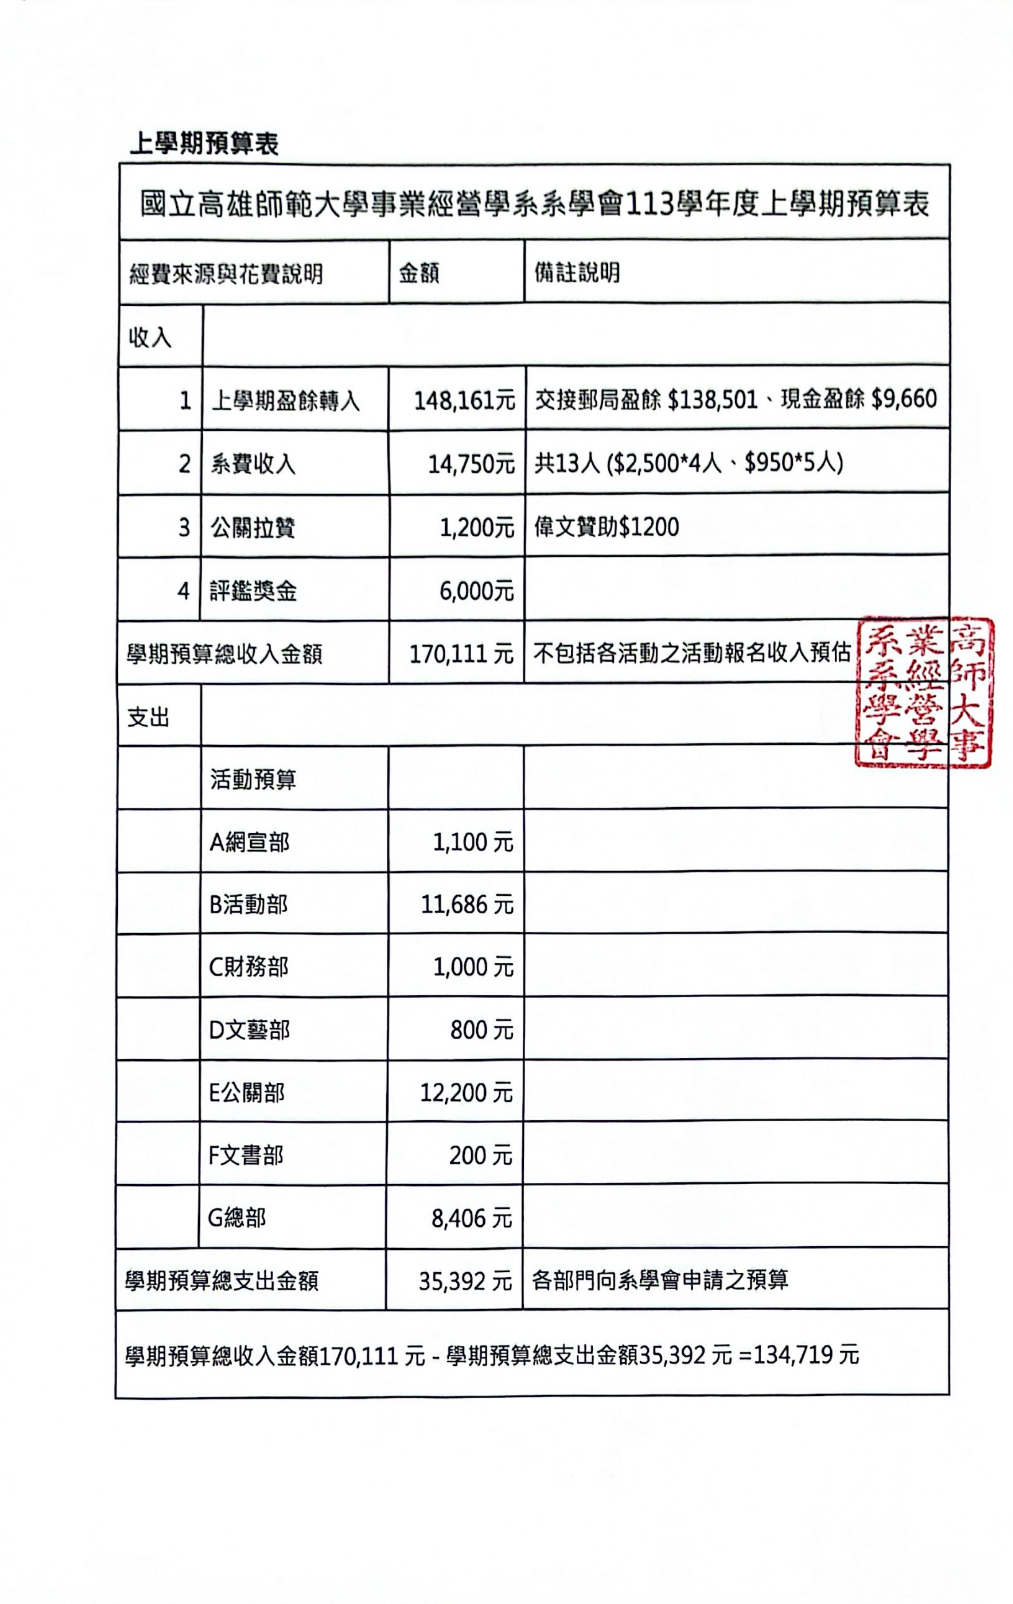 上學期預算表
國立高雄師範大學事業經營學系系學會113學年度上學期預算表
經費來源與花費說明 金額 備註說明
收入
1 上學期盈餘轉入 148,161元 交接郵局盈餘 $138,501、現金盈餘 $9,660
2 系費收入 14,750元 共13人 ($2,500*4人、$950*5人)
3 公關拉贊 1,200元 偉文贊助$1200
4 評鑑獎金 6,000元
學期預算總收入金額 170,111 元 不包括各活動之活動報名收入預估
高師大事業經營學系系學會
支出
活動預算
A網宣部 1,100 元
B活動部 11,686 元
C財務部 1,000 元
D文藝部 800 元
E公關部 12,200 元
F文書部 200 元
G總部 8,406 元
學期預算總支出金額 35,392 元 各部門向系學會申請之預算
學期預算總收入金額170,111 元 - 學期預算總支出金額35,392 元 =134,719 元